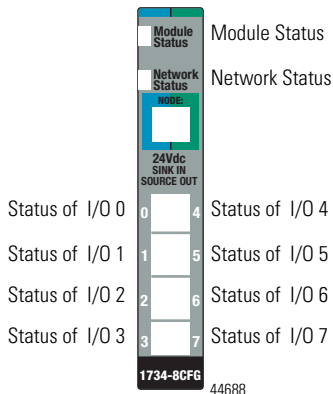 Module Status
Module Status
Network Status
Network Status
NODE:
24Vdc
SINK IN
SOURCE OUT
Status of I/O 0 0 4 Status of I/O 4
Status of I/O 1 1 5 Status of I/O 5
Status of I/O 2 2 6 Status of I/O 6
Status of I/O 3 3 7 Status of I/O 7
1734-8CFG
44688